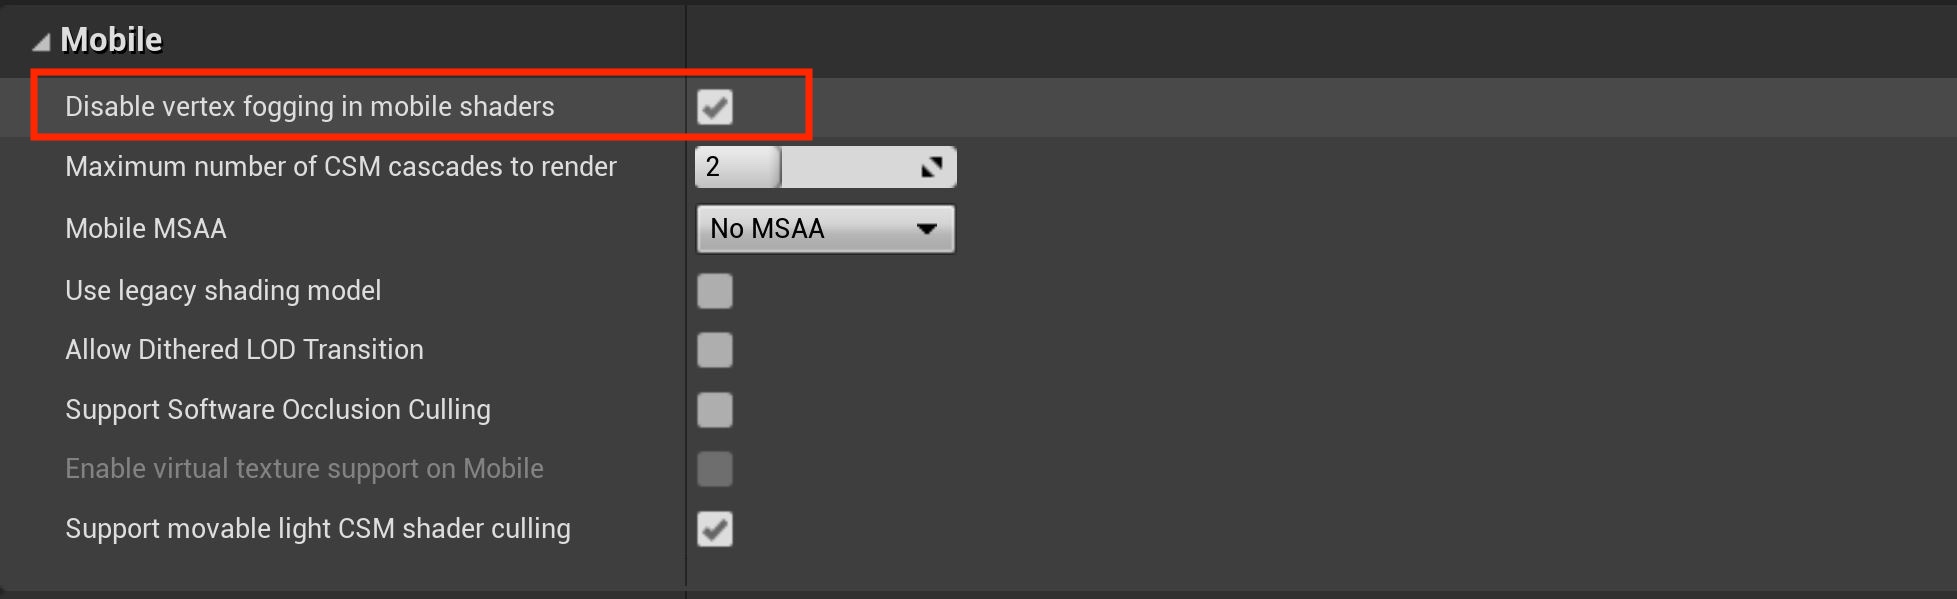 Mobile
Disable vertex fogging in mobile shaders
Maximum number of CSM cascades to render 2
Mobile MSAA No MSAA
Use legacy shading model
Allow Dithered LOD Transition
Support Software Occlusion Culling
Enable virtual texture support on Mobile
Support movable light CSM shader culling